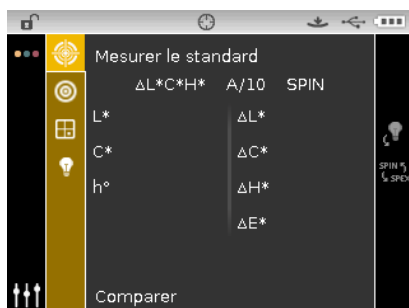 Mesurer le standard
ΔL*C*H* A/10 SPIN
L* ΔL*
C* ΔC*
h° ΔH*
ΔE*
SPIN
SPEX
Comparer